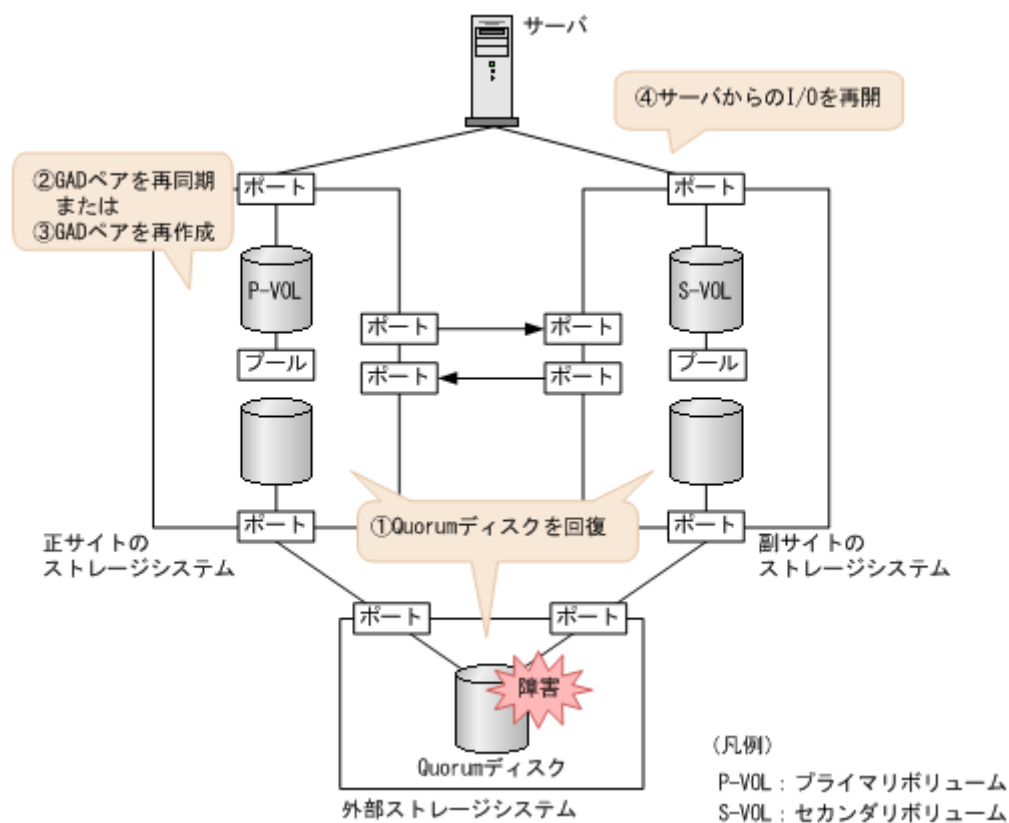 サーバ
④サーバからのI/Oを再開
②GADペアを再同期
または
③GADペアを再作成
ポート
ポート
P-VOL
S-VOL
ポート
ポート
プール
プール
ポート
ポート
①Quorumディスクを回復
ポート
ポート
正サイトの
ストレージシステム
副サイトの
ストレージシステム
ポート
ポート
障害
Quorumディスク
外部ストレージシステム
(凡例)
P-VOL:プライマリボリューム
S-VOL:セカンダリボリューム